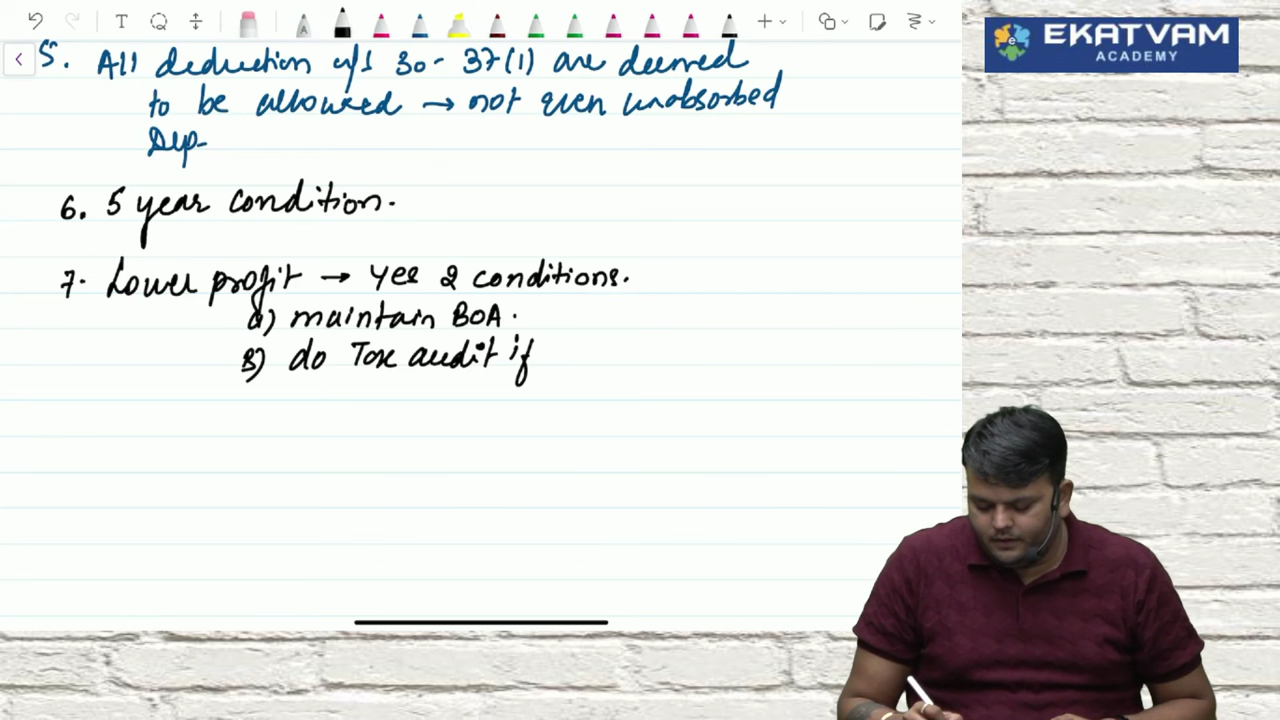 EKATVAM
ACADEMY
5. All deduction u/s 30-37(1) are deemed
to be allowed → not even unabsorbed
Dep-
6. 5 year condition.
7. Lower profit → Yes 2 conditions.
a) maintain BOA.
B) do Tax audit if